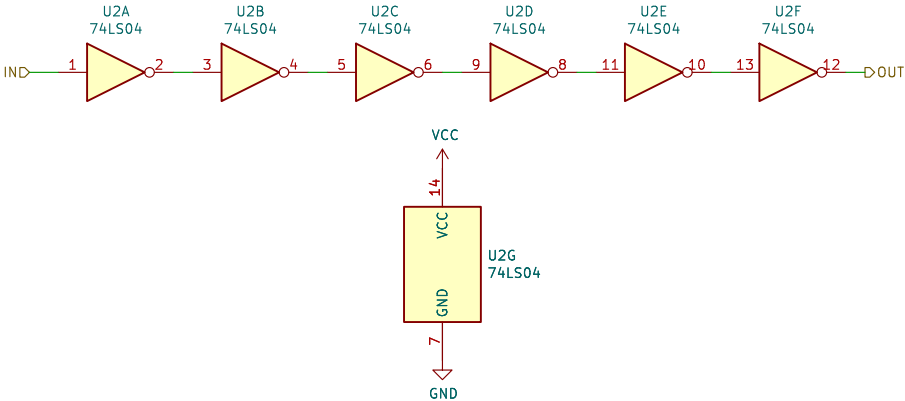 U2A U2B U2C U2D U2E U2F
74LS04 74LS04 74LS04 74LS04 74LS04 74LS04
IN 1 2 3 4 5 6 9 8 11 10 13 12 OUT
VCC
14
VCC
U2G
74LS04
GND
7
GND